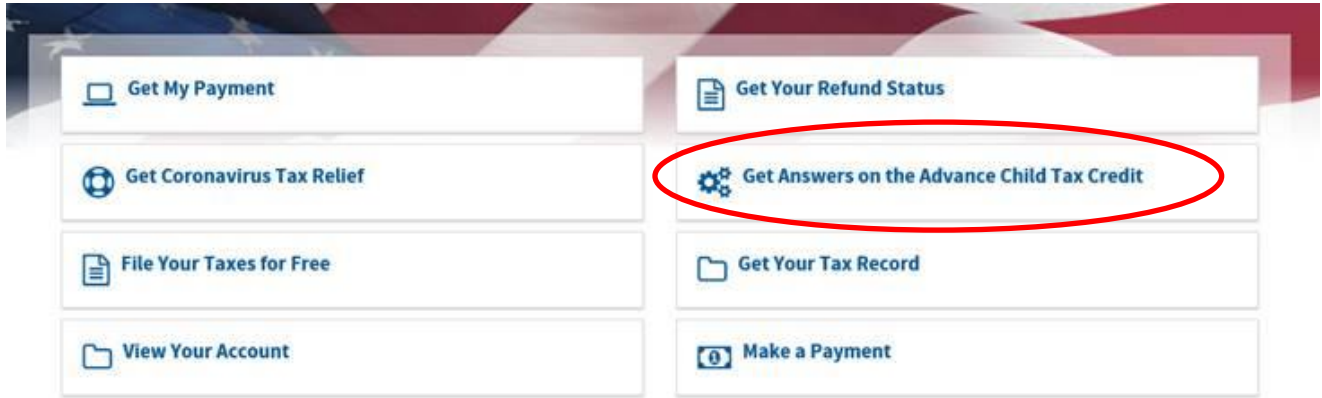 Get My Payment
Get Your Refund Status
Get Coronavirus Tax Relief
Get Answers on the Advance Child Tax Credit
File Your Taxes for Free
Get Your Tax Record
View Your Account
Make a Payment